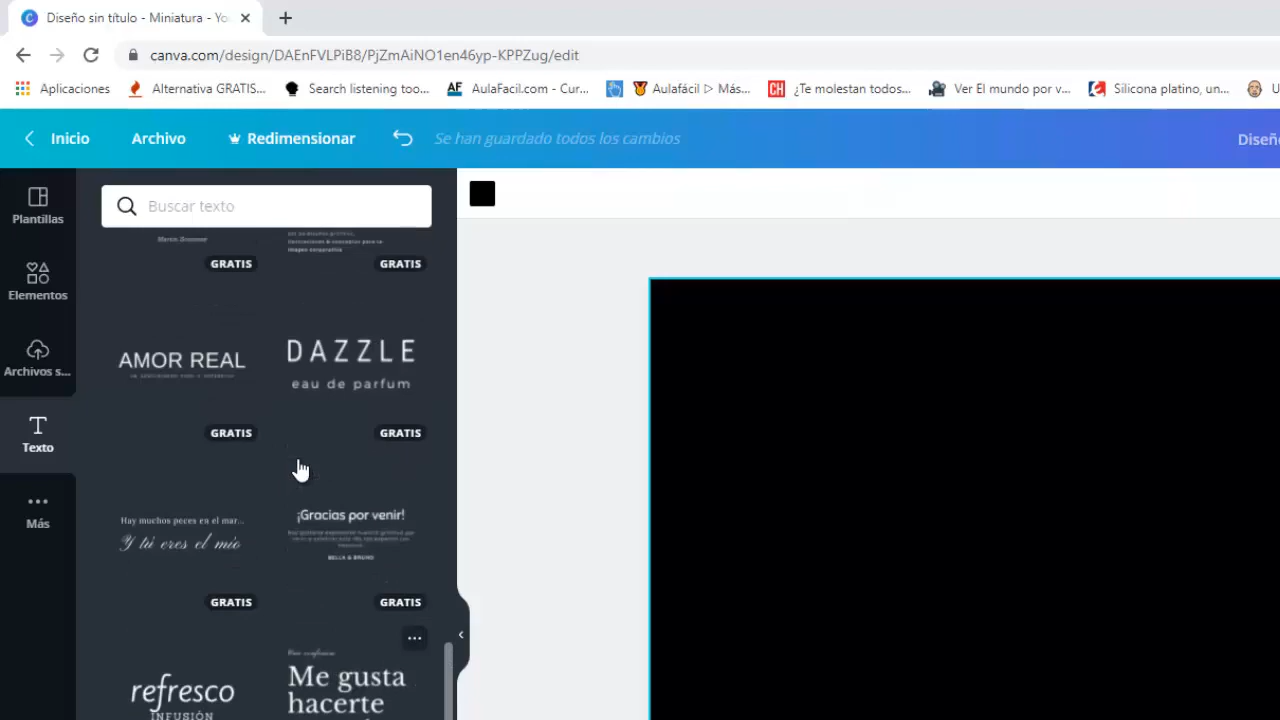 Diseño sin título - Miniatura - Yo
canva.com/design/DAEnFVLPiB8/PjZmAiNO1en46yp-KPPZug/edit
Aplicaciones
Alternativa GRATIS...
Search listening too...
AulaFacil.com - Cur...
Aulafácil ▷ Más...
¿Te molestan todos...
Ver El mundo por v...
Silicona platino, un...
Inicio
Archivo
Redimensionar
Se han guardado todos los cambios
Diseñ
Plantillas
Elementos
Archivos s...
Texto
Más
Buscar texto
GRATIS
GRATIS
AMOR REAL
DAZZLE
eau de parfum
GRATIS
GRATIS
Hay muchos peces en el mar...
Y tú eres el mío
¡Gracias por venir!
BELLA & BRUNO
GRATIS
GRATIS
refresco
INFUSIÓN
Me gusta
hacerte